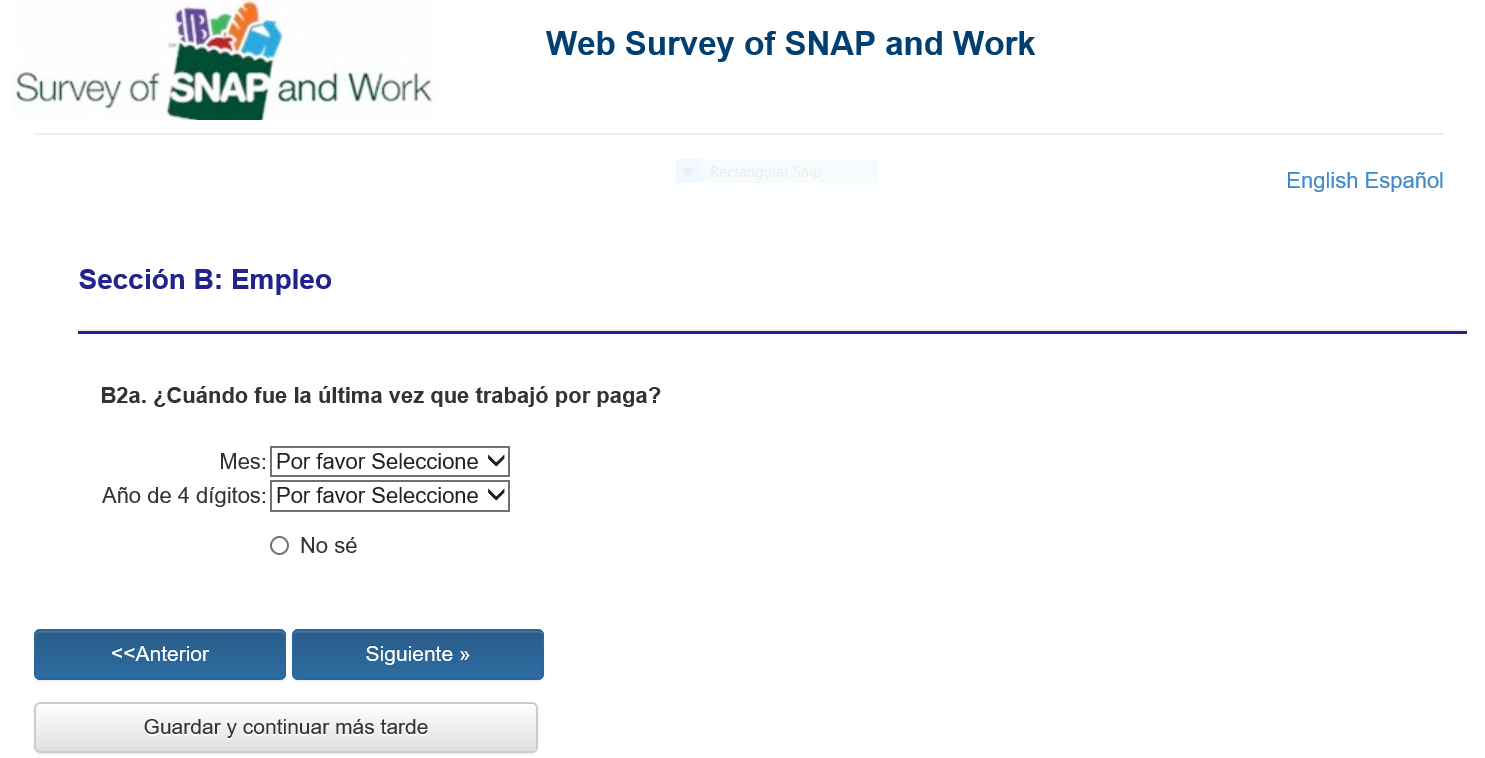 Survey of SNAP and Work
Web Survey of SNAP and Work
Rectangular Snip
English Español
Sección B: Empleo
B2a. ¿Cuándo fue la última vez que trabajó por paga?
Mes: Por favor Seleccione
Año de 4 dígitos: Por favor Seleccione
No sé
<<Anterior Siguiente »
Guardar y continuar más tarde